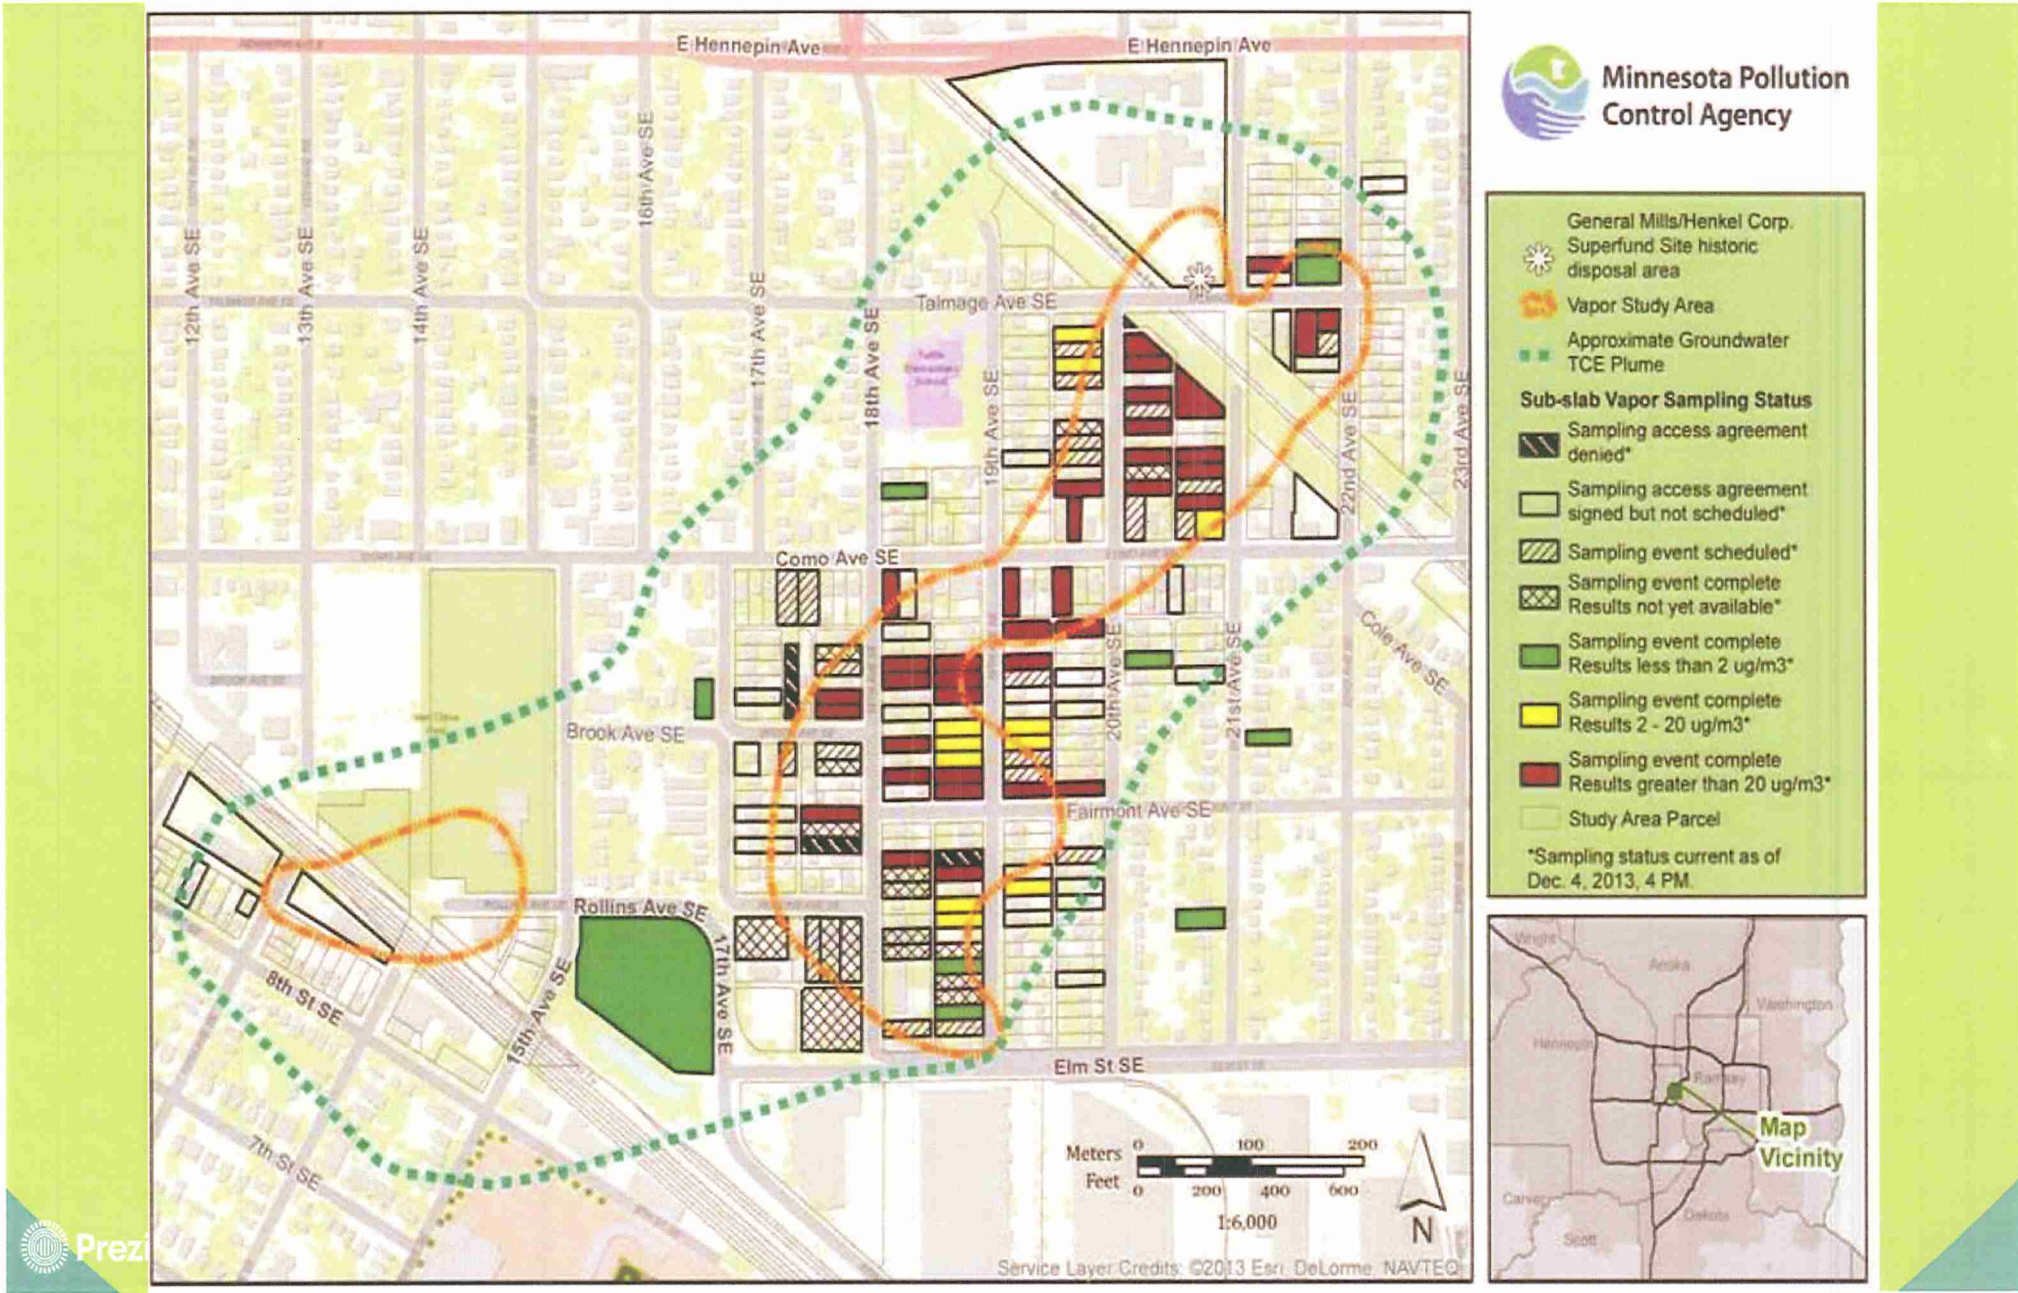 E Hennepin Ave
E Hennepin Ave
16th Ave SE
12th Ave SE
13th Ave SE
14th Ave SE
17th Ave SE
18th Ave SE
Talmage Ave SE
Tuttle
Elementary
School
19th Ave SE
22nd Ave SE
23rd Ave SE
Como Ave SE
Cole Ave SE
20th Ave SE
21st Ave SE
Brook Ave SE
Fairmont Ave SE
Rollins Ave SE
17th Ave SE
8th St SE
15th Ave SE
Elm St SE
7th St SE
Meters 0 100 200
Feet 0 200 400 600
1:6,000
N
Service Layer Credits: ©2013 Esri, DeLorme, NAVTEQ
Prezi
Minnesota Pollution
Control Agency
General Mills/Henkel Corp.
Superfund Site historic
disposal area
Vapor Study Area
Approximate Groundwater
TCE Plume
Sub-slab Vapor Sampling Status
Sampling access agreement
denied*
Sampling access agreement
signed but not scheduled*
Sampling event scheduled*
Sampling event complete
Results not yet available*
Sampling event complete
Results less than 2 ug/m3*
Sampling event complete
Results 2 - 20 ug/m3*
Sampling event complete
Results greater than 20 ug/m3*
Study Area Parcel
*Sampling status current as of
Dec. 4, 2013, 4 PM.
Wright
Anoka
Washington
Hennepin
Ramsey
Map
Vicinity
Carver
Dakota
Scott